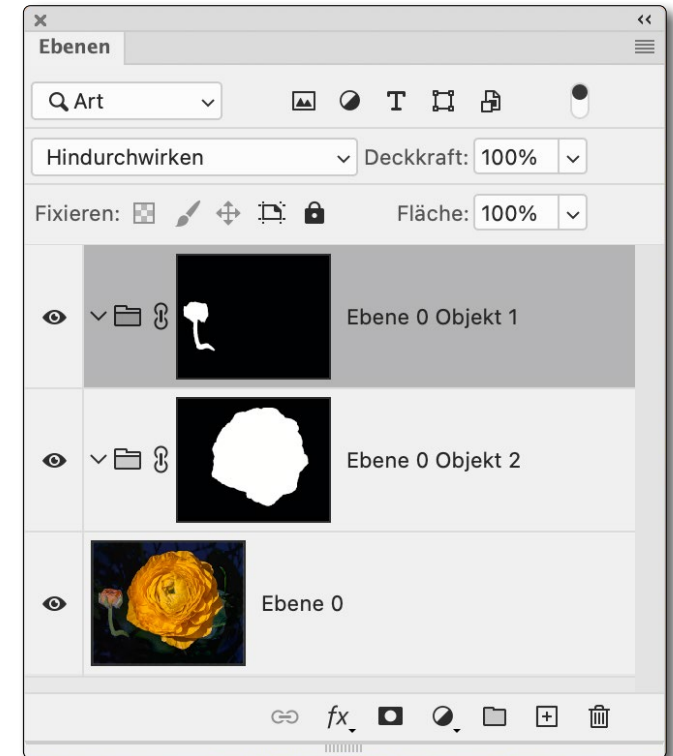 Ebenen
Art
Hindurchwirken Deckkraft: 100%
Fixieren: Fläche: 100%
Ebene 0 Objekt 1
Ebene 0 Objekt 2
Ebene 0
fx